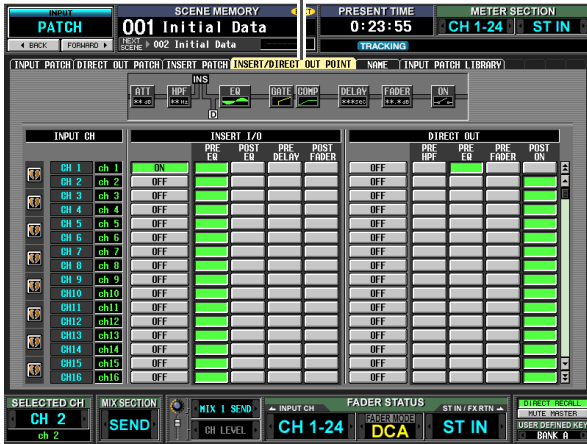 INPUT
PATCH
BACK
FORWARD
SCENE MEMORY
001 Initial Data
NEXT SCENE 002 Initial Data
PRESENT TIME
0:23:55
TRACKING
METER SECTION
CH 1-24
ST IN
INPUT PATCH
DIRECT OUT PATCH
INSERT PATCH
INSERT/DIRECT OUT POINT
NAME
INPUT PATCH LIBRARY
INS
ATT
HPF
EQ
GATE
COMP
DELAY
FADER
ON
**dB
**Hz
***sec
**.*dB
D
INPUT CH
INSERT I/O
DIRECT OUT
PRE EQ
POST EQ
PRE DELAY
POST FADER
PRE HPF
PRE EQ
PRE FADER
POST ON
CH 1 ch 1 ON OFF
CH 2 ch 2 OFF OFF
CH 3 ch 3 OFF OFF
CH 4 ch 4 OFF OFF
CH 5 ch 5 OFF OFF
CH 6 ch 6 OFF OFF
CH 7 ch 7 OFF OFF
CH 8 ch 8 OFF OFF
CH 9 ch 9 OFF OFF
CH10 ch10 OFF OFF
CH11 ch11 OFF OFF
CH12 ch12 OFF OFF
CH13 ch13 OFF OFF
CH14 ch14 OFF OFF
CH15 ch15 OFF OFF
CH16 ch16 OFF OFF
SELECTED CH
CH 2
ch 2
MIX SECTION
SEND
MIX 1 SEND
CH LEVEL
FADER STATUS
INPUT CH
CH 1-24
FADER MODE
DCA
ST IN / FX RTN
ST IN
DIRECT RECALL
MUTE MASTER
USER DEFINED Ke
BANK A